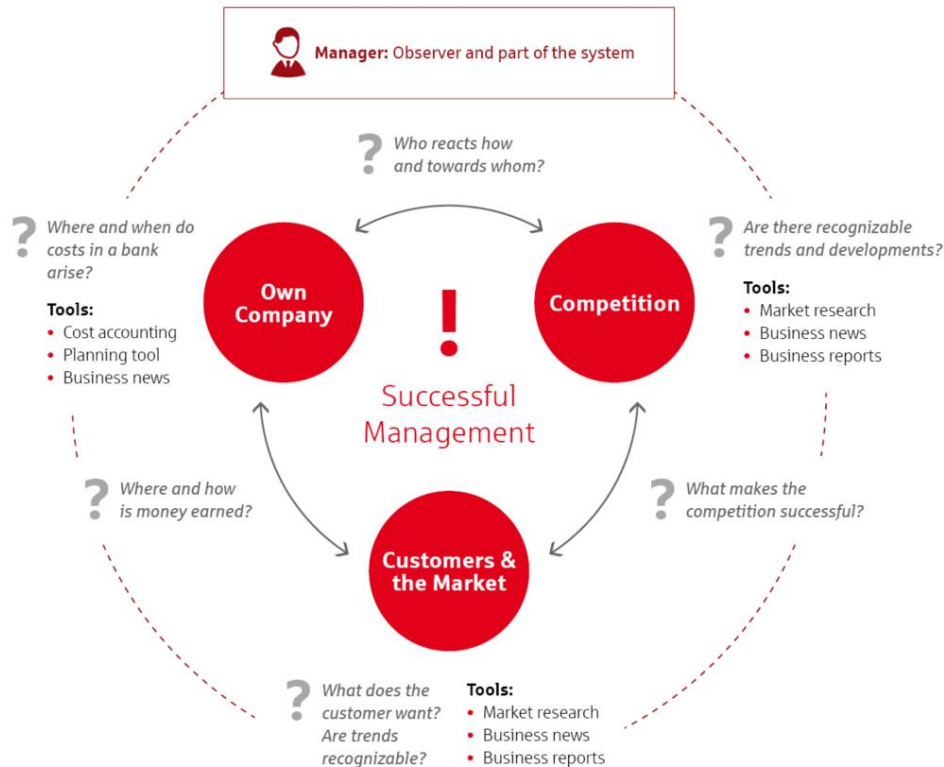 Manager: Observer and part of the system
? Who reacts how
and towards whom?
? Where and when do
costs in a bank
arise?
Tools:
• Cost accounting
• Planning tool
• Business news
Own
Company
!
Successful
Management
Competition
? Are there recognizable
trends and developments?
Tools:
• Market research
• Business news
• Business reports
? Where and how
is money earned?
? What makes the
competition successful?
Customers &
the Market
? What does the
customer want?
Are trends
recognizable?
Tools:
• Market research
• Business news
• Business reports